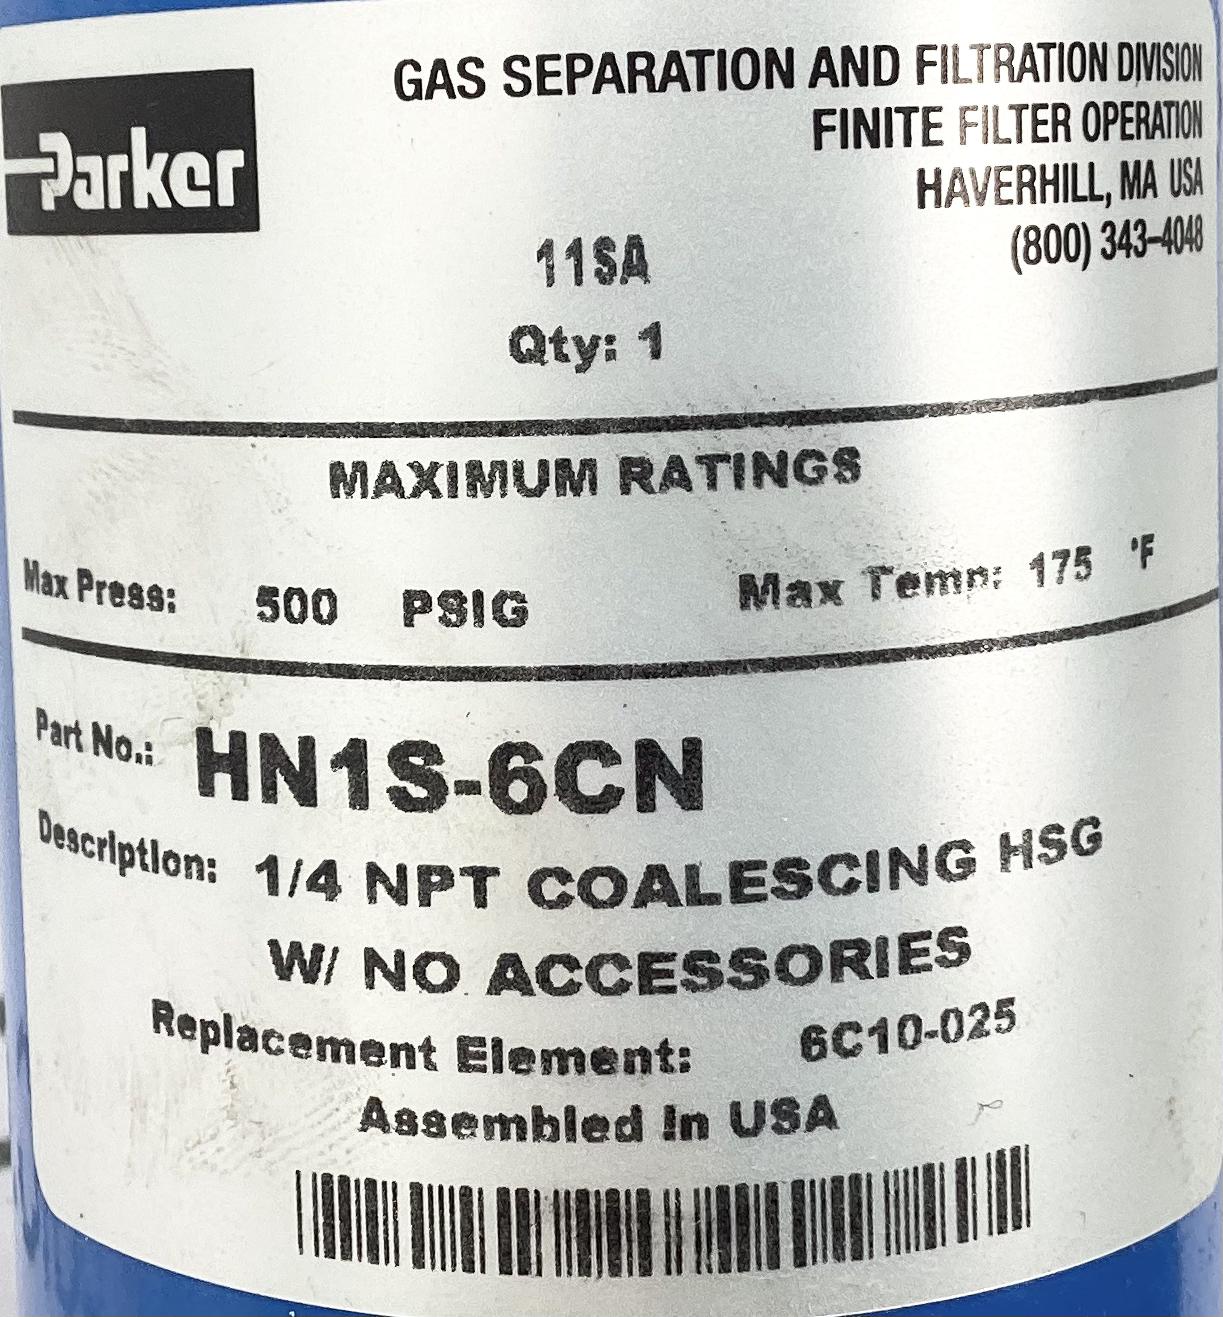 Parker
GAS SEPARATION AND FILTRATION DIVISION
FINITE FILTER OPERATION
HAVERHILL, MA USA
(800) 343-4048
11SA
Qty: 1
MAXIMUM RATINGS
Max Press: 500 PSIG Max Temp: 175 °F
Part No.: HN1S-6CN
Description: 1/4 NPT COALESCING HSG
W/ NO ACCESSORIES
Replacement Element: 6C10-025
Assembled In USA